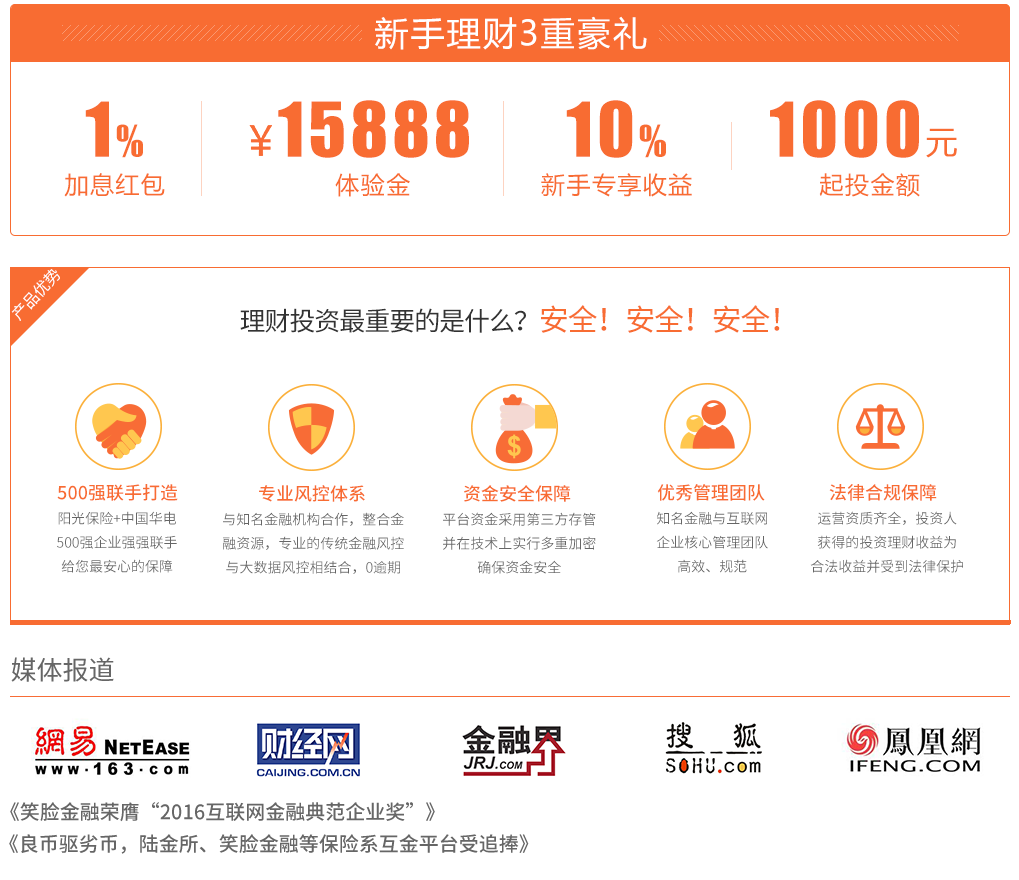 新手理财3重豪礼
1%
加息红包
¥15888
体验金
10%
新手专享收益
1000元
起投金额
产品优势
理财投资最重要的是什么？安全！安全！安全！
$
500强联手打造
阳光保险+中国华电
500强企业强强联手
给您最安心的保障
专业风控体系
与知名金融机构合作，整合金
融资源，专业的传统金融风控
与大数据风控相结合，0逾期
资金安全保障
平台资金采用第三方存管
并在技术上实行多重加密
确保资金安全
优秀管理团队
知名金融与互联网
企业核心管理团队
高效、规范
法律合规保障
运营资质齐全，投资人
获得的投资理财收益为
合法收益并受到法律保护
媒体报道
網易 NETEASE
www.163.com
财经网
CAIJING.COM.CN
金融界
JRJ.COM
搜狐
SOHU.com
鳳凰網
IFENG.COM
《笑脸金融荣膺“2016互联网金融典范企业奖”》
《良币驱劣币，陆金所、笑脸金融等保险系互金平台受追捧》